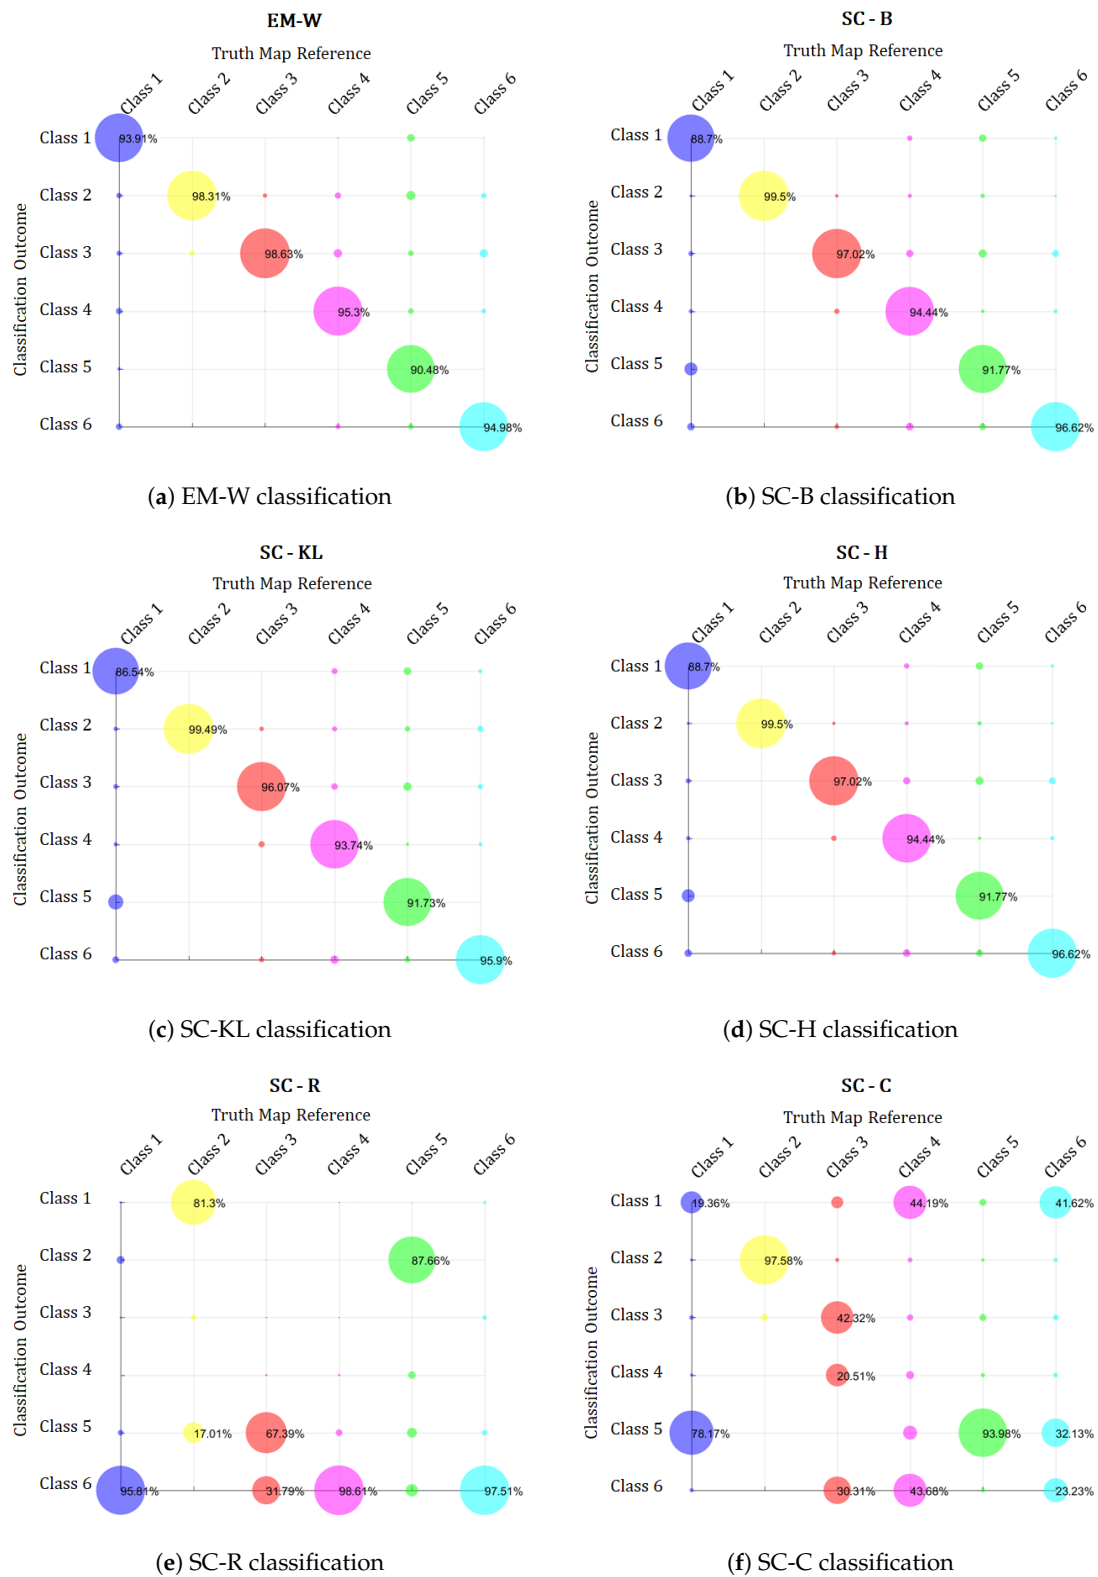 EM-W
Truth Map Reference
Class 1 Class 2 Class 3 Class 4 Class 5 Class 6
Classification Outcome
Class 1 93.91%
Class 2 98.31%
Class 3 98.63%
Class 4 95.3%
Class 5 90.48%
Class 6 94.98%
(a) EM-W classification
SC - B
Truth Map Reference
Class 1 Class 2 Class 3 Class 4 Class 5 Class 6
Classification Outcome
Class 1 88.7%
Class 2 99.5%
Class 3 97.02%
Class 4 94.44%
Class 5 91.77%
Class 6 96.62%
(b) SC-B classification
SC - KL
Truth Map Reference
Class 1 Class 2 Class 3 Class 4 Class 5 Class 6
Classification Outcome
Class 1 86.54%
Class 2 99.49%
Class 3 96.07%
Class 4 93.74%
Class 5 91.73%
Class 6 95.9%
(c) SC-KL classification
SC - H
Truth Map Reference
Class 1 Class 2 Class 3 Class 4 Class 5 Class 6
Classification Outcome
Class 1 88.7%
Class 2 99.5%
Class 3 97.02%
Class 4 94.44%
Class 5 91.77%
Class 6 96.62%
(d) SC-H classification
SC - R
Truth Map Reference
Class 1 Class 2 Class 3 Class 4 Class 5 Class 6
Classification Outcome
Class 1 81.3%
Class 2 87.66%
Class 3
Class 4
Class 5 17.01% 67.39%
Class 6 95.81% 31.79% 98.61% 97.51%
(e) SC-R classification
SC - C
Truth Map Reference
Class 1 Class 2 Class 3 Class 4 Class 5 Class 6
Classification Outcome
Class 1 19.36% 44.19% 41.62%
Class 2 97.58%
Class 3 42.32%
Class 4 20.51%
Class 5 78.17% 93.98% 32.13%
Class 6 30.31% 43.68% 23.23%
(f) SC-C classification